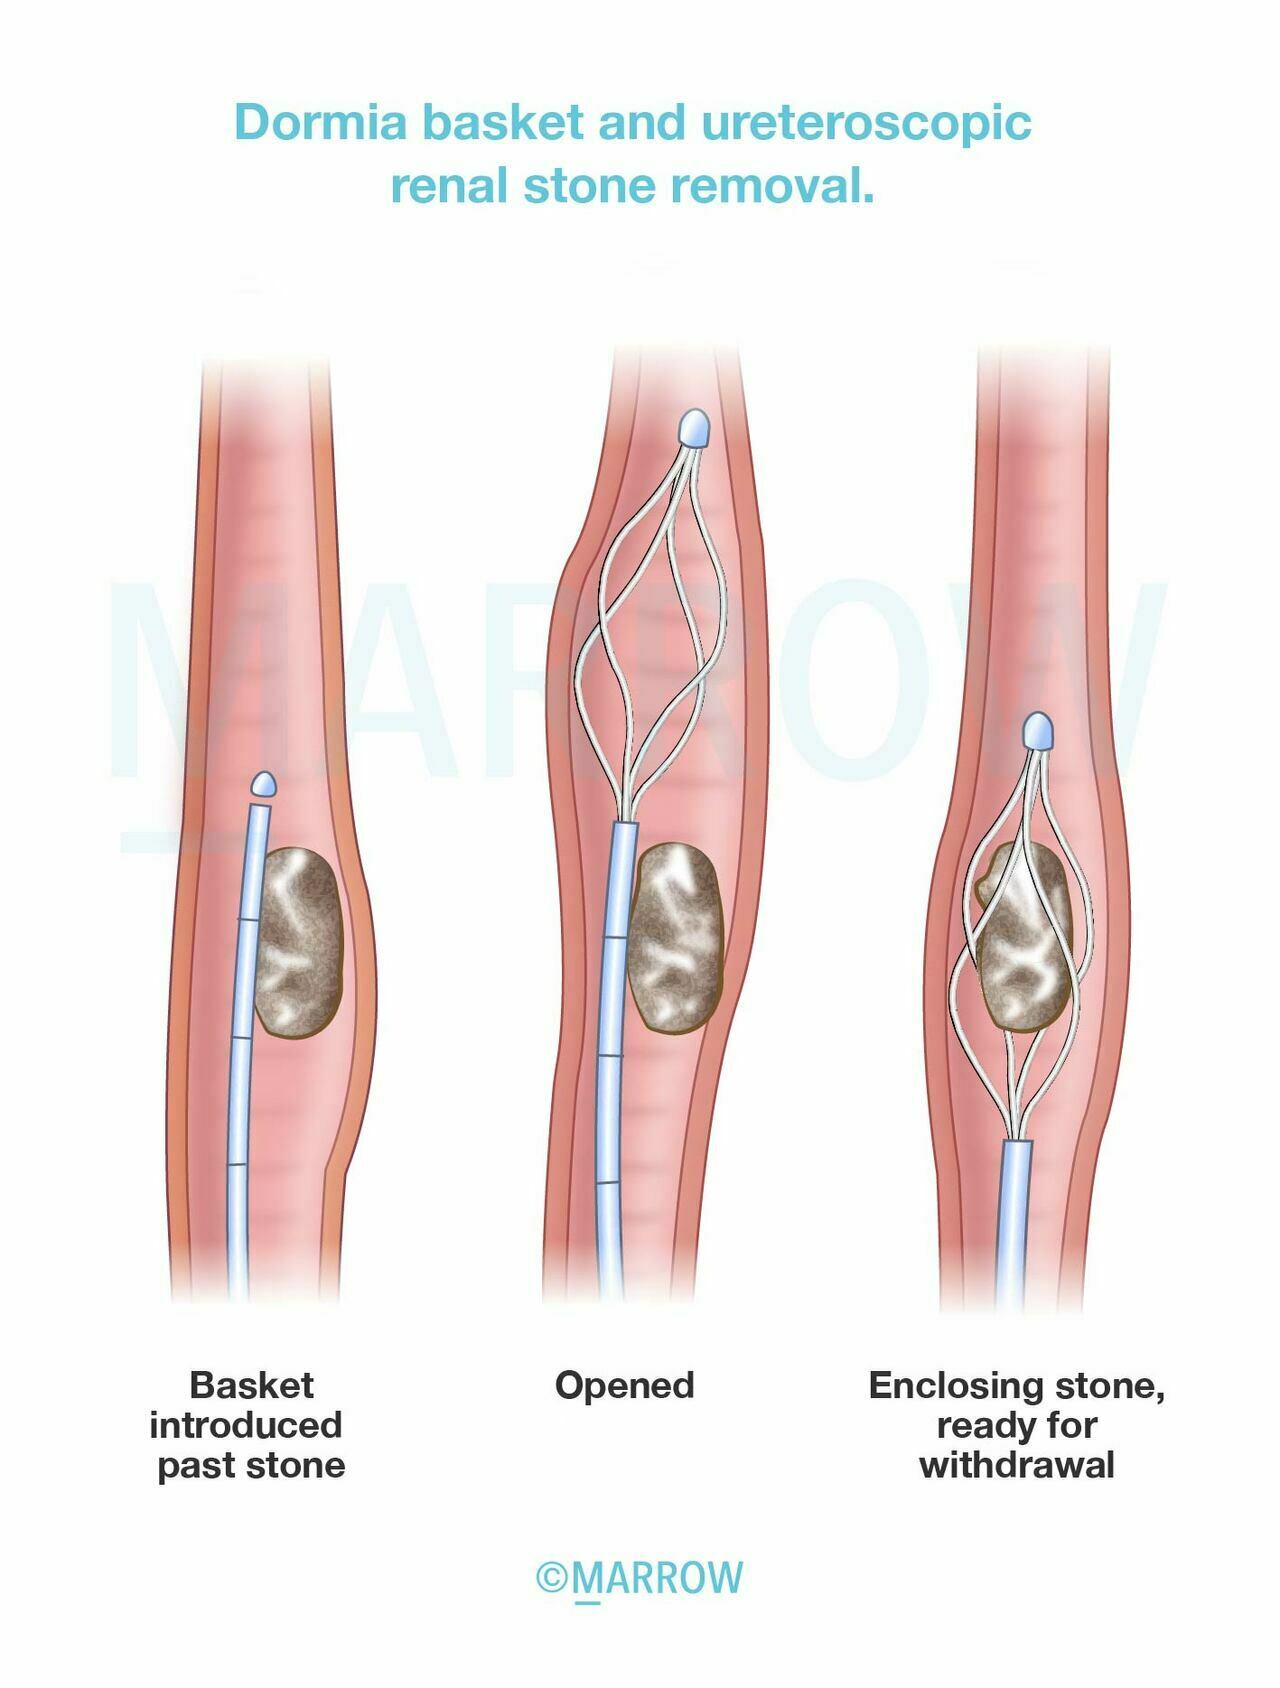 Dormia basket and ureteroscopic
renal stone removal.
MARROW
Basket
introduced
past stone
Opened
Enclosing stone,
ready for
withdrawal
©MARROW